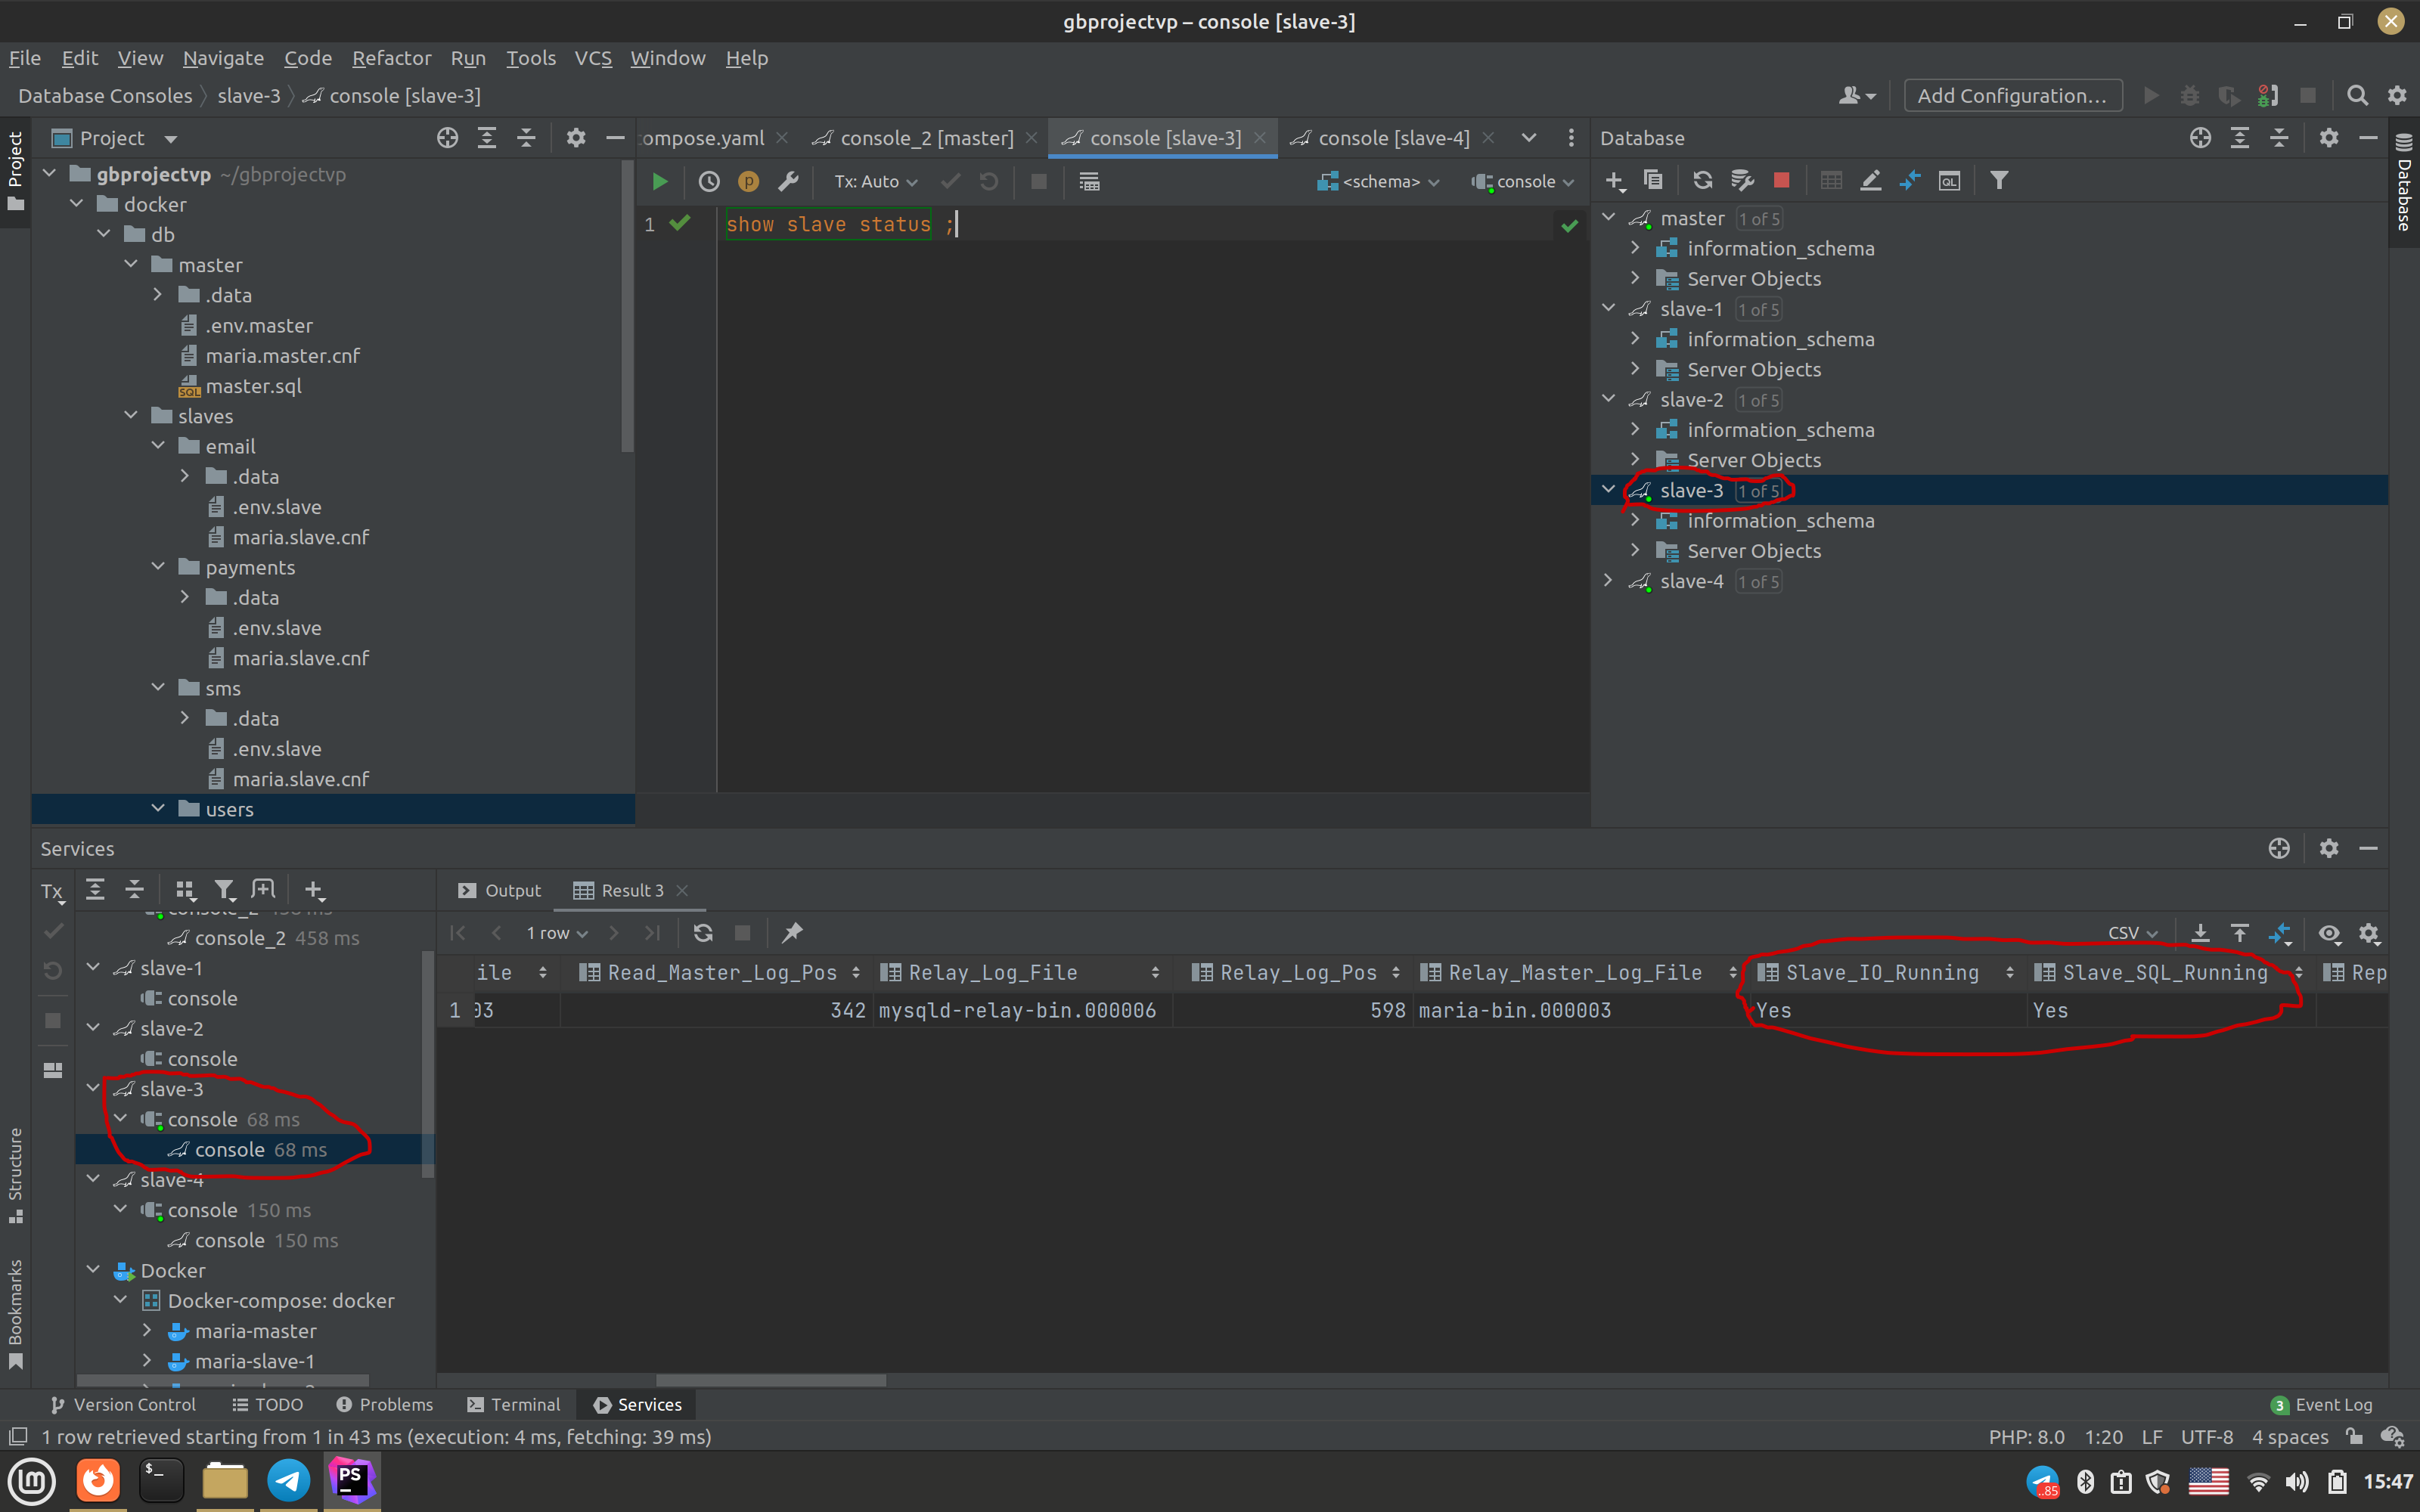 gbprojectvp – console [slave-3]
File Edit View Navigate Code Refactor Run Tools VCS Window Help
Database Consoles slave-3 console [slave-3]
Add Configuration...
Project
Project
ompose.yaml console_2 [master] console [slave-3] console [slave-4]
Database
Database
Tx: Auto <schema> console
QL
1 show slave status ;
gbprojectvp ~/gbprojectvp
docker
db
master
.data
.env.master
maria.master.cnf
SQL master.sql
slaves
email
.data
.env.slave
maria.slave.cnf
payments
.data
.env.slave
maria.slave.cnf
sms
.data
.env.slave
maria.slave.cnf
users
master 1 of 5
information_schema
Server Objects
slave-1 1 of 5
information_schema
Server Objects
slave-2 1 of 5
information_schema
Server Objects
slave-3 1 of 5
information_schema
Server Objects
slave-4 1 of 5
Services
Tx
console_2 458 ms
slave-1
console
slave-2
console
slave-3
console 68 ms
console 68 ms
slave-4
console 150 ms
console 150 ms
Docker
Docker-compose: docker
maria-master
maria-slave-1
Output Result 3
1 row CSV
ile Read_Master_Log_Pos Relay_Log_File Relay_Log_Pos Relay_Master_Log_File Slave_IO_Running Slave_SQL_Running Rep
1 03 342 mysqld-relay-bin.000006 598 maria-bin.000003 Yes Yes
Structure
Bookmarks
Version Control TODO Problems Terminal Services 3 Event Log
1 row retrieved starting from 1 in 43 ms (execution: 4 ms, fetching: 39 ms) PHP: 8.0 1:20 LF UTF-8 4 spaces
PS ..85 15:47